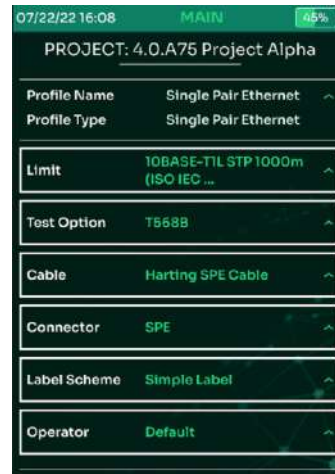 07/22/22 16:08 MAIN 45%
PROJECT: 4.0.A75 Project Alpha
Profile Name Single Pair Ethernet
Profile Type Single Pair Ethernet
Limit 10BASE-T1L STP 1000m
(ISO IEC ...
Test Option T568B
Cable Harting SPE Cable
Connector SPE
Label Scheme Simple Label
Operator Default